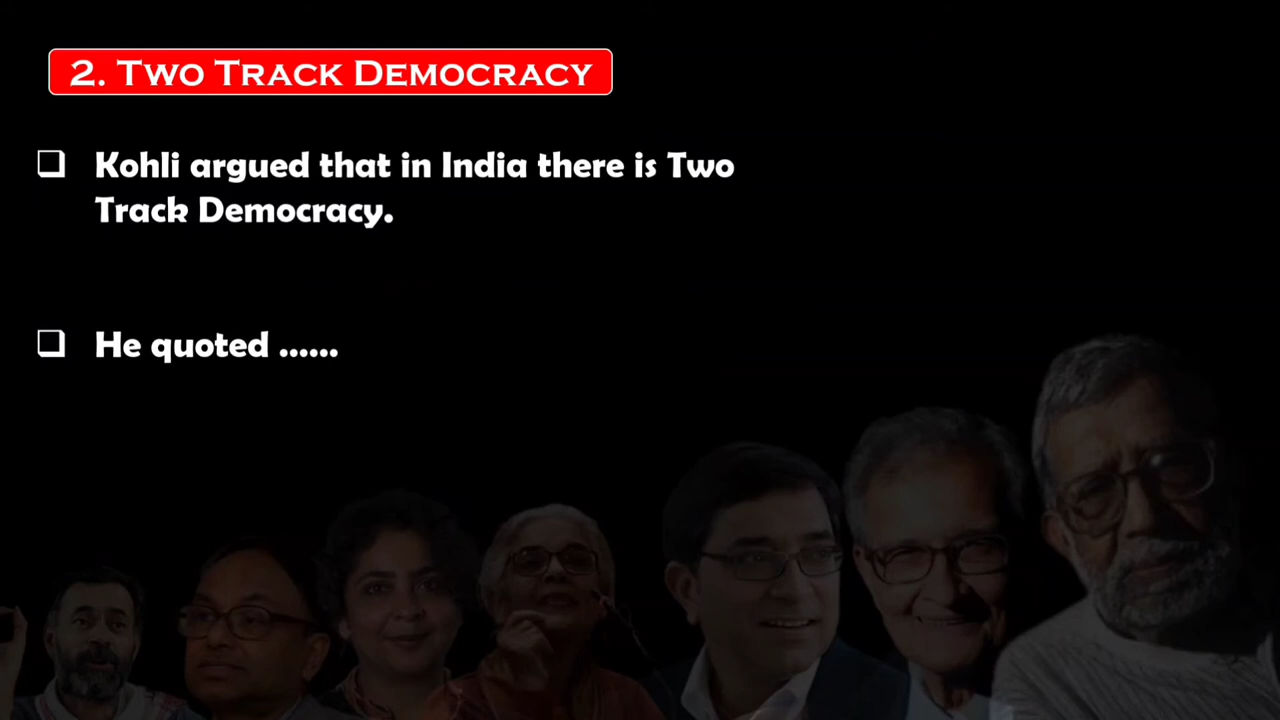 2. Two Track Democracy
❑ Kohli argued that in India there is Two
Track Democracy.
❑ He quoted ......